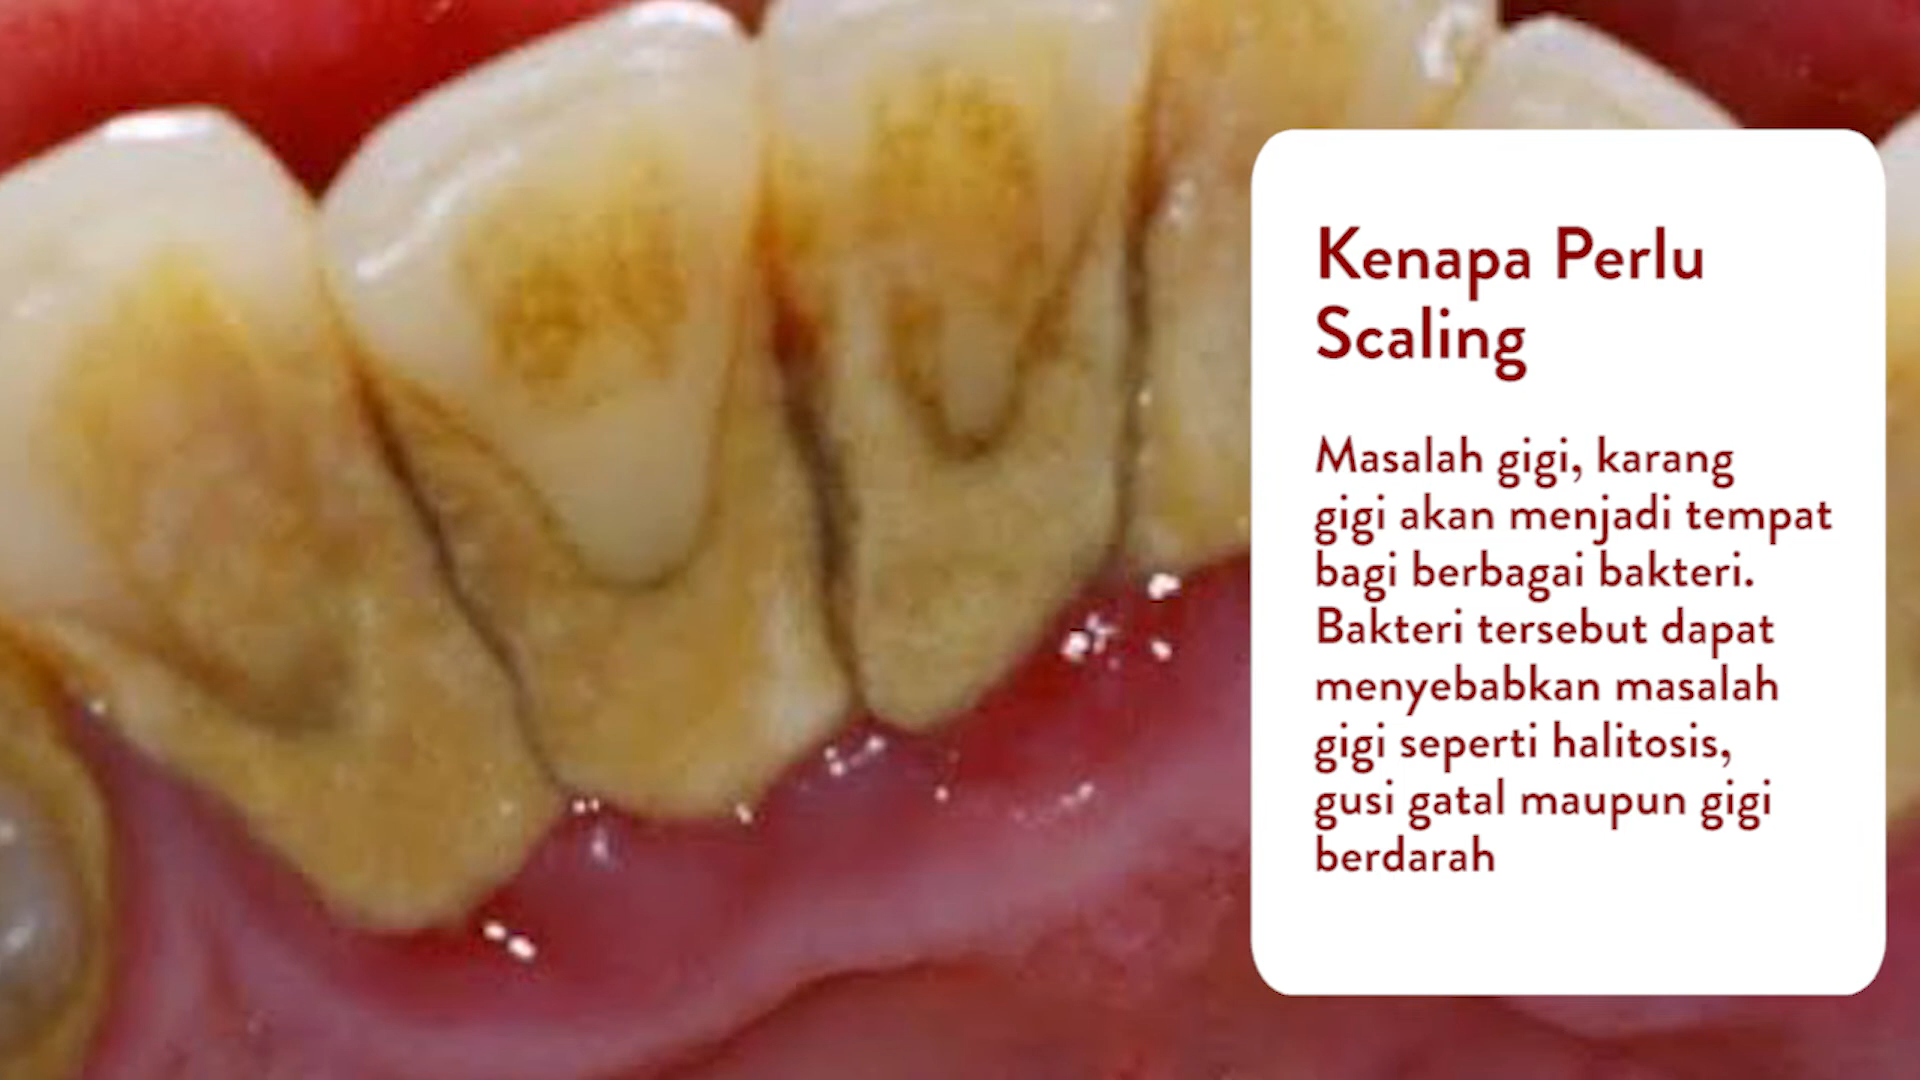 Kenapa Perlu
Scaling
Masalah gigi, karang
gigi akan menjadi tempat
bagi berbagai bakteri.
Bakteri tersebut dapat
menyebabkan masalah
gigi seperti halitosis,
gusi gatal maupun gigi
berdarah